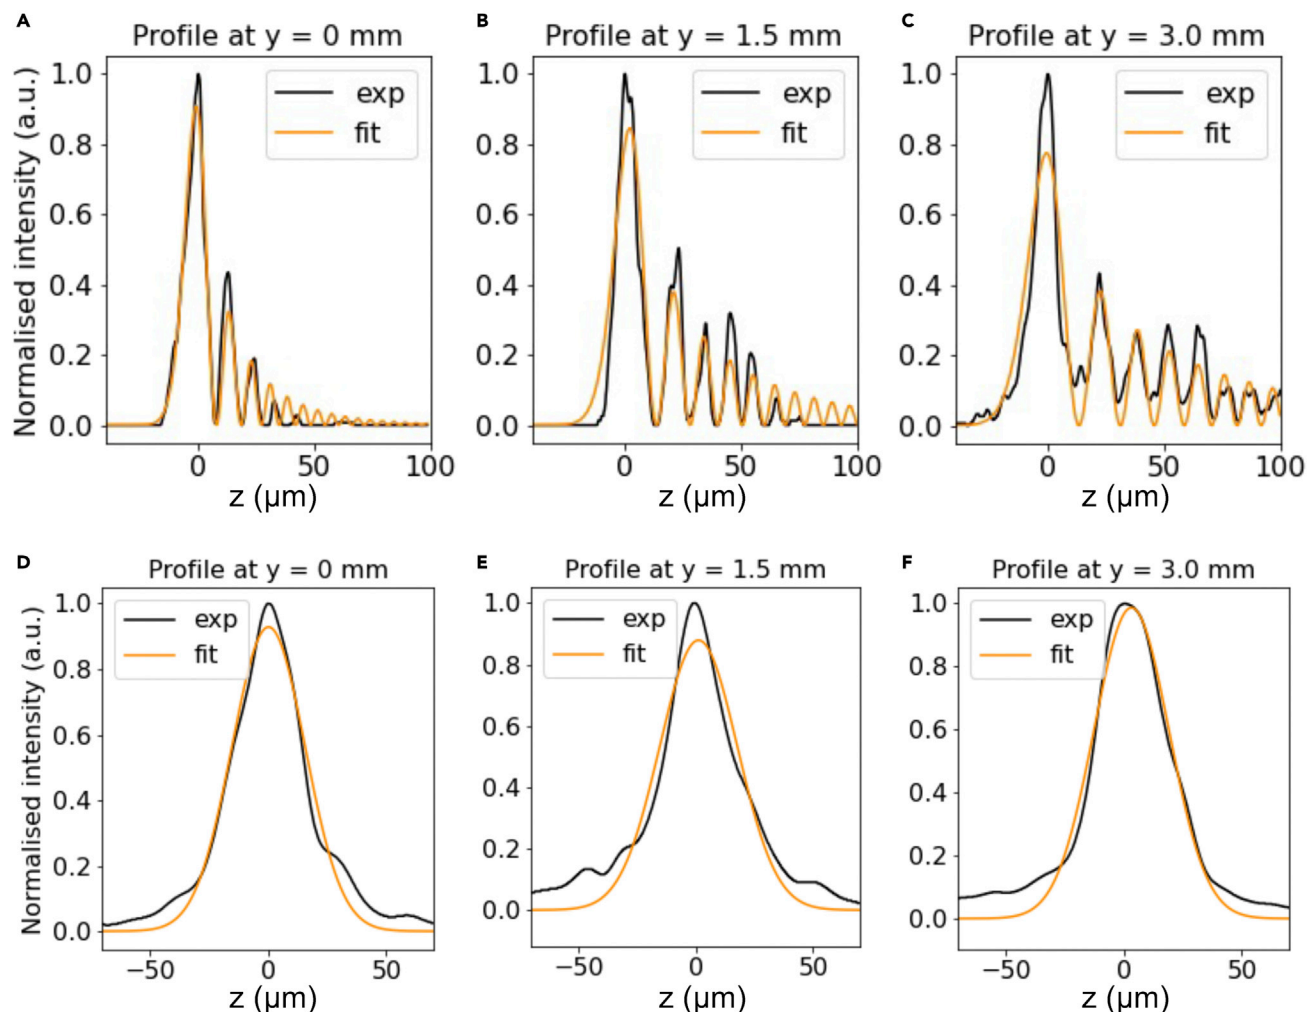 A
B
C
Profile at y = 0 mm
Profile at y = 1.5 mm
Profile at y = 3.0 mm
Normalised intensity (a.u.)
1.0
0.8
0.6
0.4
0.2
0.0
exp
fit
0
50
100
z (μm)
1.0
0.8
0.6
0.4
0.2
0.0
exp
fit
0
50
100
z (μm)
1.0
0.8
0.6
0.4
0.2
0.0
exp
fit
0
50
100
z (μm)
D
E
F
Profile at y = 0 mm
Profile at y = 1.5 mm
Profile at y = 3.0 mm
Normalised intensity (a.u.)
1.0
0.8
0.6
0.4
0.2
0.0
exp
fit
−50
0
50
z (μm)
1.0
0.8
0.6
0.4
0.2
0.0
exp
fit
−50
0
50
z (μm)
1.0
0.8
0.6
0.4
0.2
0.0
exp
fit
−50
0
50
z (μm)